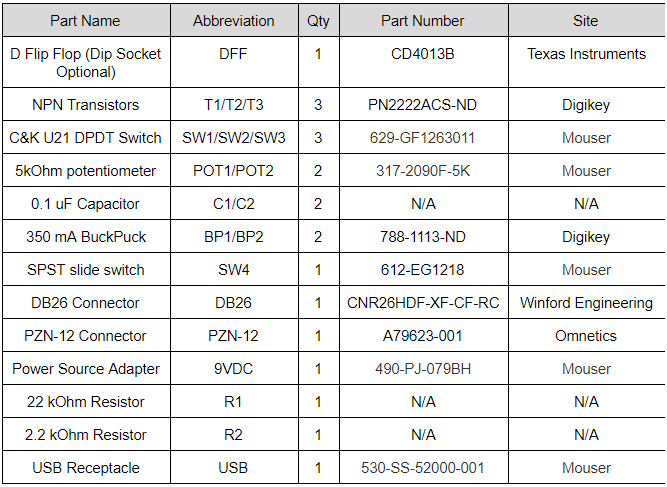 Part Name Abbreviation Qty Part Number Site
D Flip Flop (Dip Socket
Optional) DFF 1 CD4013B Texas Instruments
NPN Transistors T1/T2/T3 3 PN2222ACS-ND Digikey
C&K U21 DPDT Switch SW1/SW2/SW3 3 629-GF1263011 Mouser
5kOhm potentiometer POT1/POT2 2 317-2090F-5K Mouser
0.1 uF Capacitor C1/C2 2 N/A N/A
350 mA BuckPuck BP1/BP2 2 788-1113-ND Digikey
SPST slide switch SW4 1 612-EG1218 Mouser
DB26 Connector DB26 1 CNR26HDF-XF-CF-RC Winford Engineering
PZN-12 Connector PZN-12 1 A79623-001 Omnetics
Power Source Adapter 9VDC 1 490-PJ-079BH Mouser
22 kOhm Resistor R1 1 N/A N/A
2.2 kOhm Resistor R2 1 N/A N/A
USB Receptacle USB 1 530-SS-52000-001 Mouser